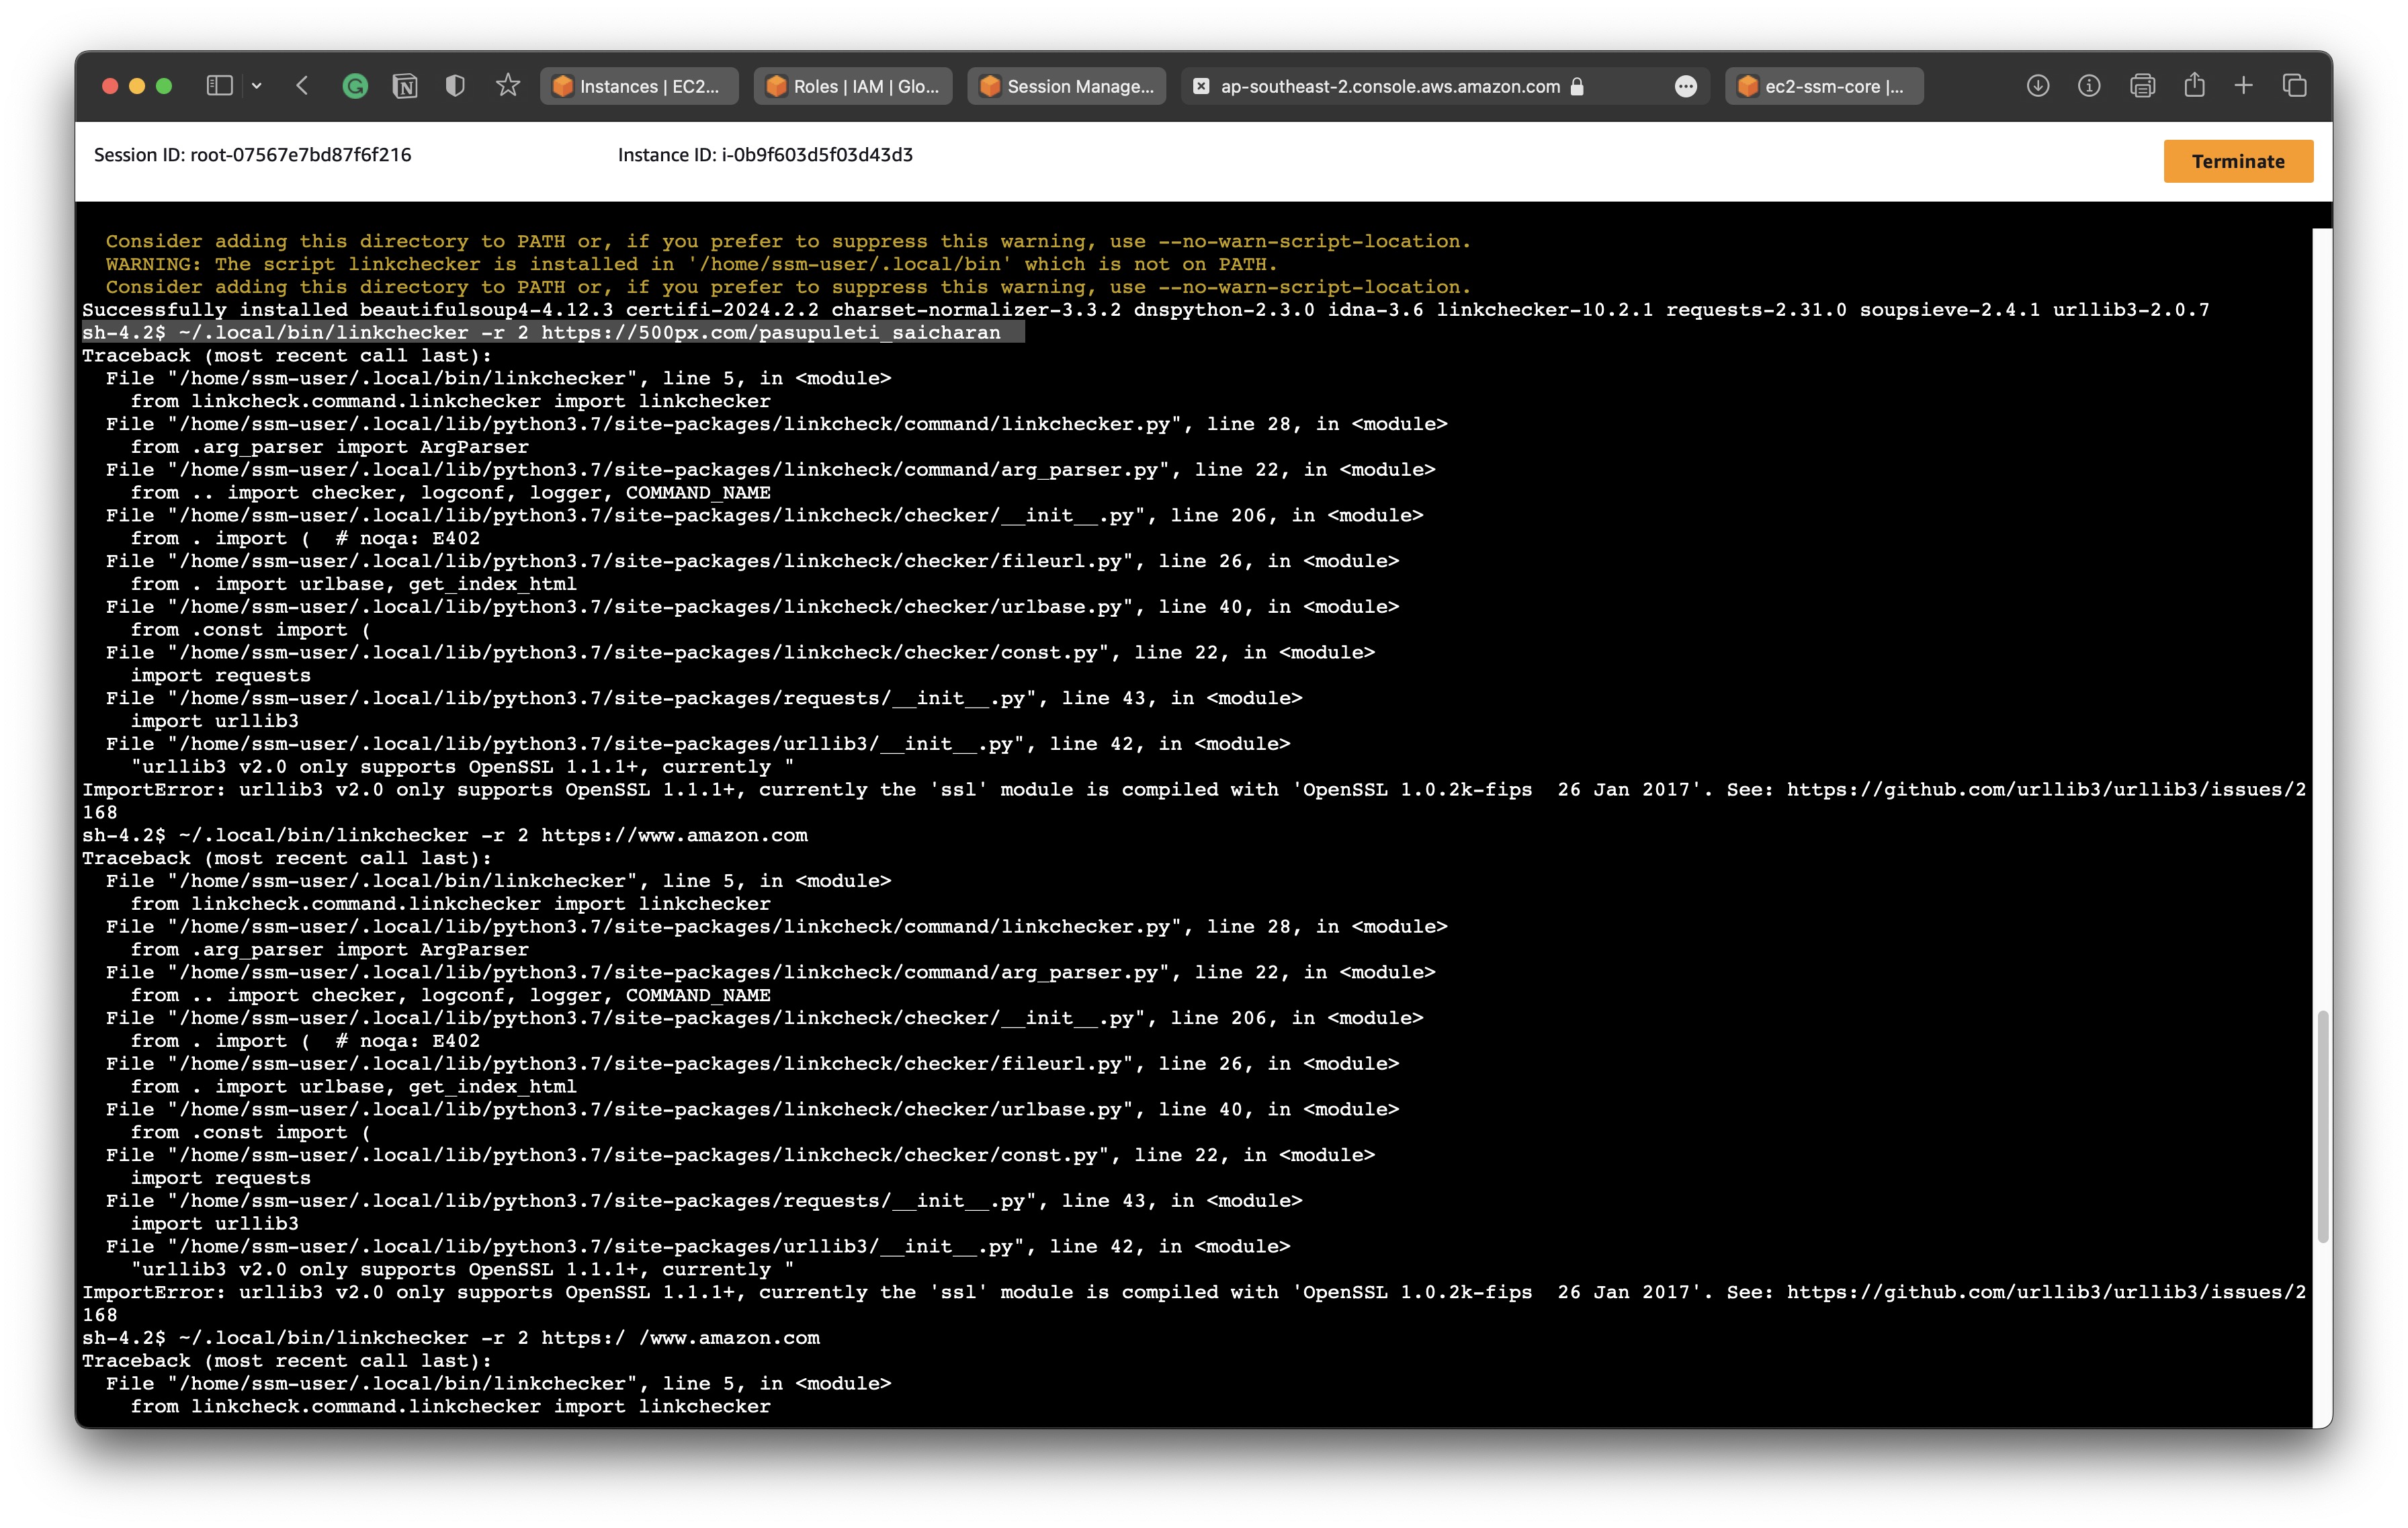 Instances | EC2...
Roles | IAM | Glo...
Session Manage...
ap-southeast-2.console.aws.amazon.com
ec2-ssm-core |...
Session ID: root-07567e7bd87f6f216
Instance ID: i-0b9f603d5f03d43d3
Terminate
Consider adding this directory to PATH or, if you prefer to suppress this warning, use --no-warn-script-location.
WARNING: The script linkchecker is installed in '/home/ssm-user/.local/bin' which is not on PATH.
Consider adding this directory to PATH or, if you prefer to suppress this warning, use --no-warn-script-location.
Successfully installed beautifulsoup4-4.12.3 certifi-2024.2.2 charset-normalizer-3.3.2 dnspython-2.3.0 idna-3.6 linkchecker-10.2.1 requests-2.31.0 soupsieve-2.4.1 urllib3-2.0.7
sh-4.2$ ~/.local/bin/linkchecker -r 2 https://500px.com/pasupuleti_saicharan
Traceback (most recent call last):
File "/home/ssm-user/.local/bin/linkchecker", line 5, in <module>
from linkcheck.command.linkchecker import linkchecker
File "/home/ssm-user/.local/lib/python3.7/site-packages/linkcheck/command/linkchecker.py", line 28, in <module>
from .arg_parser import ArgParser
File "/home/ssm-user/.local/lib/python3.7/site-packages/linkcheck/command/arg_parser.py", line 22, in <module>
from .. import checker, logconf, logger, COMMAND_NAME
File "/home/ssm-user/.local/lib/python3.7/site-packages/linkcheck/checker/__init__.py", line 206, in <module>
from . import (  # noqa: E402
File "/home/ssm-user/.local/lib/python3.7/site-packages/linkcheck/checker/fileurl.py", line 26, in <module>
from . import urlbase, get_index_html
File "/home/ssm-user/.local/lib/python3.7/site-packages/linkcheck/checker/urlbase.py", line 40, in <module>
from .const import (
File "/home/ssm-user/.local/lib/python3.7/site-packages/linkcheck/checker/const.py", line 22, in <module>
import requests
File "/home/ssm-user/.local/lib/python3.7/site-packages/requests/__init__.py", line 43, in <module>
import urllib3
File "/home/ssm-user/.local/lib/python3.7/site-packages/urllib3/__init__.py", line 42, in <module>
"urllib3 v2.0 only supports OpenSSL 1.1.1+, currently "
ImportError: urllib3 v2.0 only supports OpenSSL 1.1.1+, currently the 'ssl' module is compiled with 'OpenSSL 1.0.2k-fips  26 Jan 2017'. See: https://github.com/urllib3/urllib3/issues/2
168
sh-4.2$ ~/.local/bin/linkchecker -r 2 https://www.amazon.com
Traceback (most recent call last):
File "/home/ssm-user/.local/bin/linkchecker", line 5, in <module>
from linkcheck.command.linkchecker import linkchecker
File "/home/ssm-user/.local/lib/python3.7/site-packages/linkcheck/command/linkchecker.py", line 28, in <module>
from .arg_parser import ArgParser
File "/home/ssm-user/.local/lib/python3.7/site-packages/linkcheck/command/arg_parser.py", line 22, in <module>
from .. import checker, logconf, logger, COMMAND_NAME
File "/home/ssm-user/.local/lib/python3.7/site-packages/linkcheck/checker/__init__.py", line 206, in <module>
from . import (  # noqa: E402
File "/home/ssm-user/.local/lib/python3.7/site-packages/linkcheck/checker/fileurl.py", line 26, in <module>
from . import urlbase, get_index_html
File "/home/ssm-user/.local/lib/python3.7/site-packages/linkcheck/checker/urlbase.py", line 40, in <module>
from .const import (
File "/home/ssm-user/.local/lib/python3.7/site-packages/linkcheck/checker/const.py", line 22, in <module>
import requests
File "/home/ssm-user/.local/lib/python3.7/site-packages/requests/__init__.py", line 43, in <module>
import urllib3
File "/home/ssm-user/.local/lib/python3.7/site-packages/urllib3/__init__.py", line 42, in <module>
"urllib3 v2.0 only supports OpenSSL 1.1.1+, currently "
ImportError: urllib3 v2.0 only supports OpenSSL 1.1.1+, currently the 'ssl' module is compiled with 'OpenSSL 1.0.2k-fips  26 Jan 2017'. See: https://github.com/urllib3/urllib3/issues/2
168
sh-4.2$ ~/.local/bin/linkchecker -r 2 https:/ /www.amazon.com
Traceback (most recent call last):
File "/home/ssm-user/.local/bin/linkchecker", line 5, in <module>
from linkcheck.command.linkchecker import linkchecker